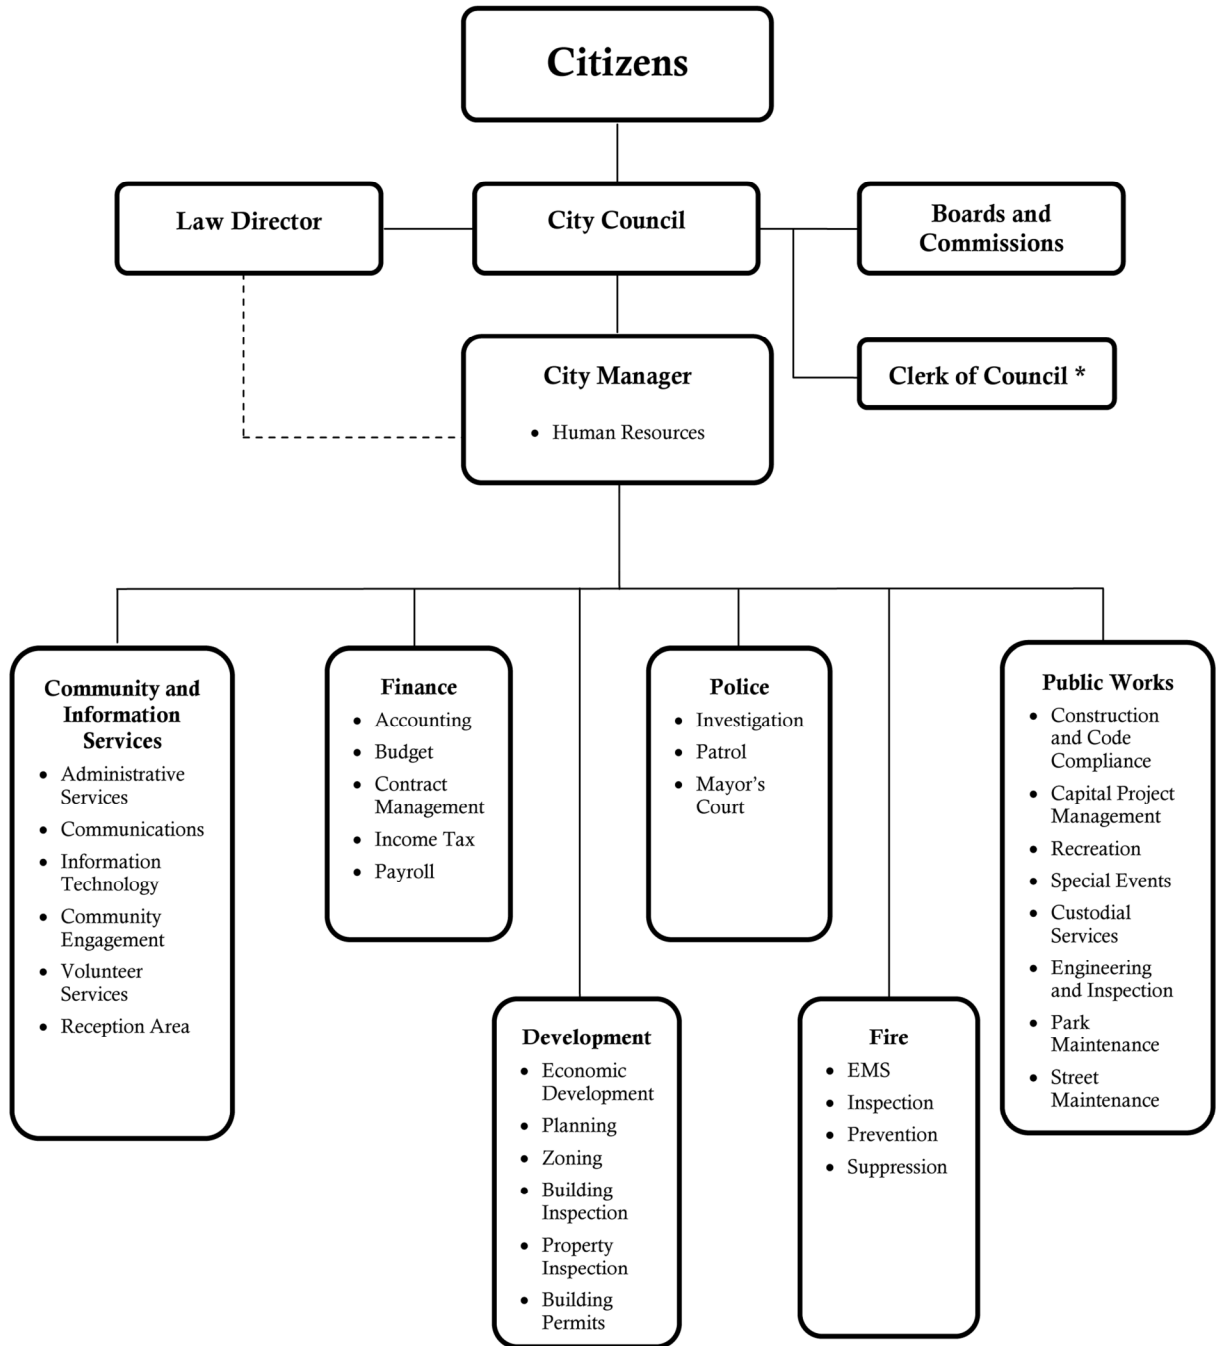 Citizens
Law Director
City Council
Boards and
Commissions
City Manager
• Human Resources
Clerk of Council *
Community and
Information
Services
• Administrative
Services
• Communications
• Information
Technology
• Community
Engagement
• Volunteer
Services
• Reception Area
Finance
• Accounting
• Budget
• Contract
Management
• Income Tax
• Payroll
Police
• Investigation
• Patrol
• Mayor’s
Court
Public Works
• Construction
and Code
Compliance
• Capital Project
Management
• Recreation
• Special Events
• Custodial
Services
• Engineering
and Inspection
• Park
Maintenance
• Street
Maintenance
Development
• Economic
Development
• Planning
• Zoning
• Building
Inspection
• Property
Inspection
• Building
Permits
Fire
• EMS
• Inspection
• Prevention
• Suppression